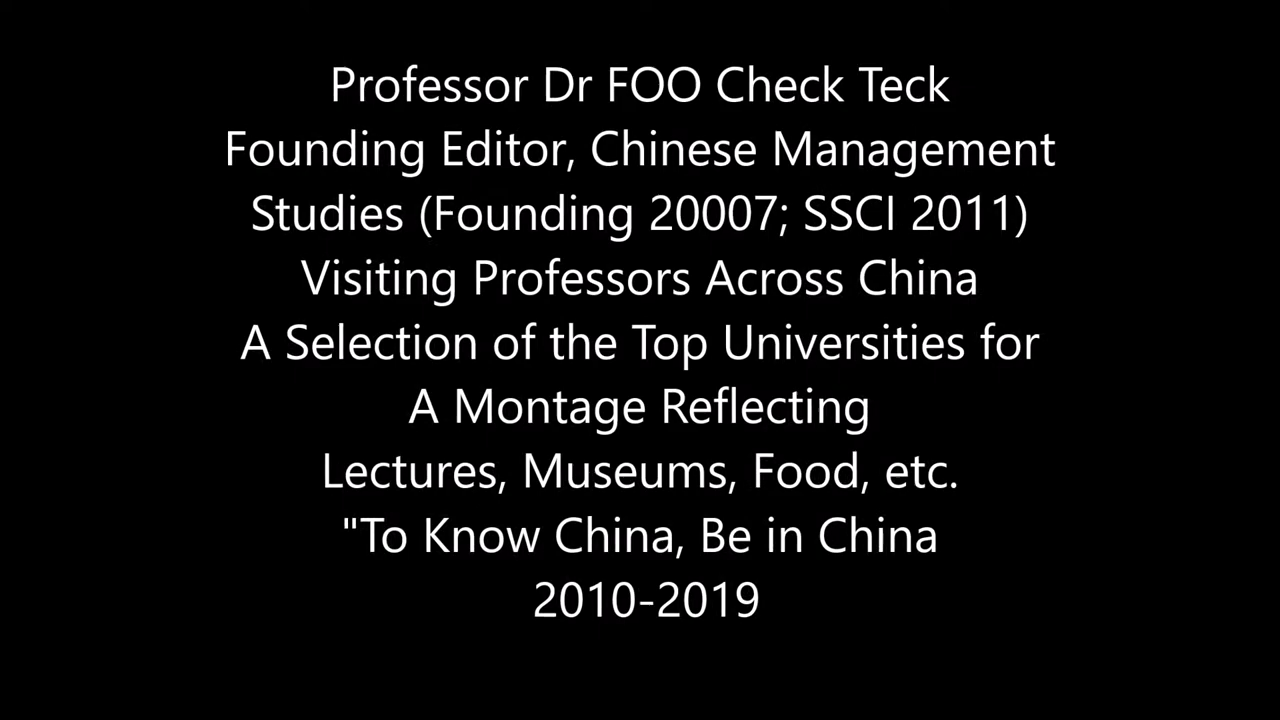 Professor Dr FOO Check Teck
Founding Editor, Chinese Management
Studies (Founding 20007; SSCI 2011)
Visiting Professors Across China
A Selection of the Top Universities for
A Montage Reflecting
Lectures, Museums, Food, etc.
"To Know China, Be in China
2010-2019